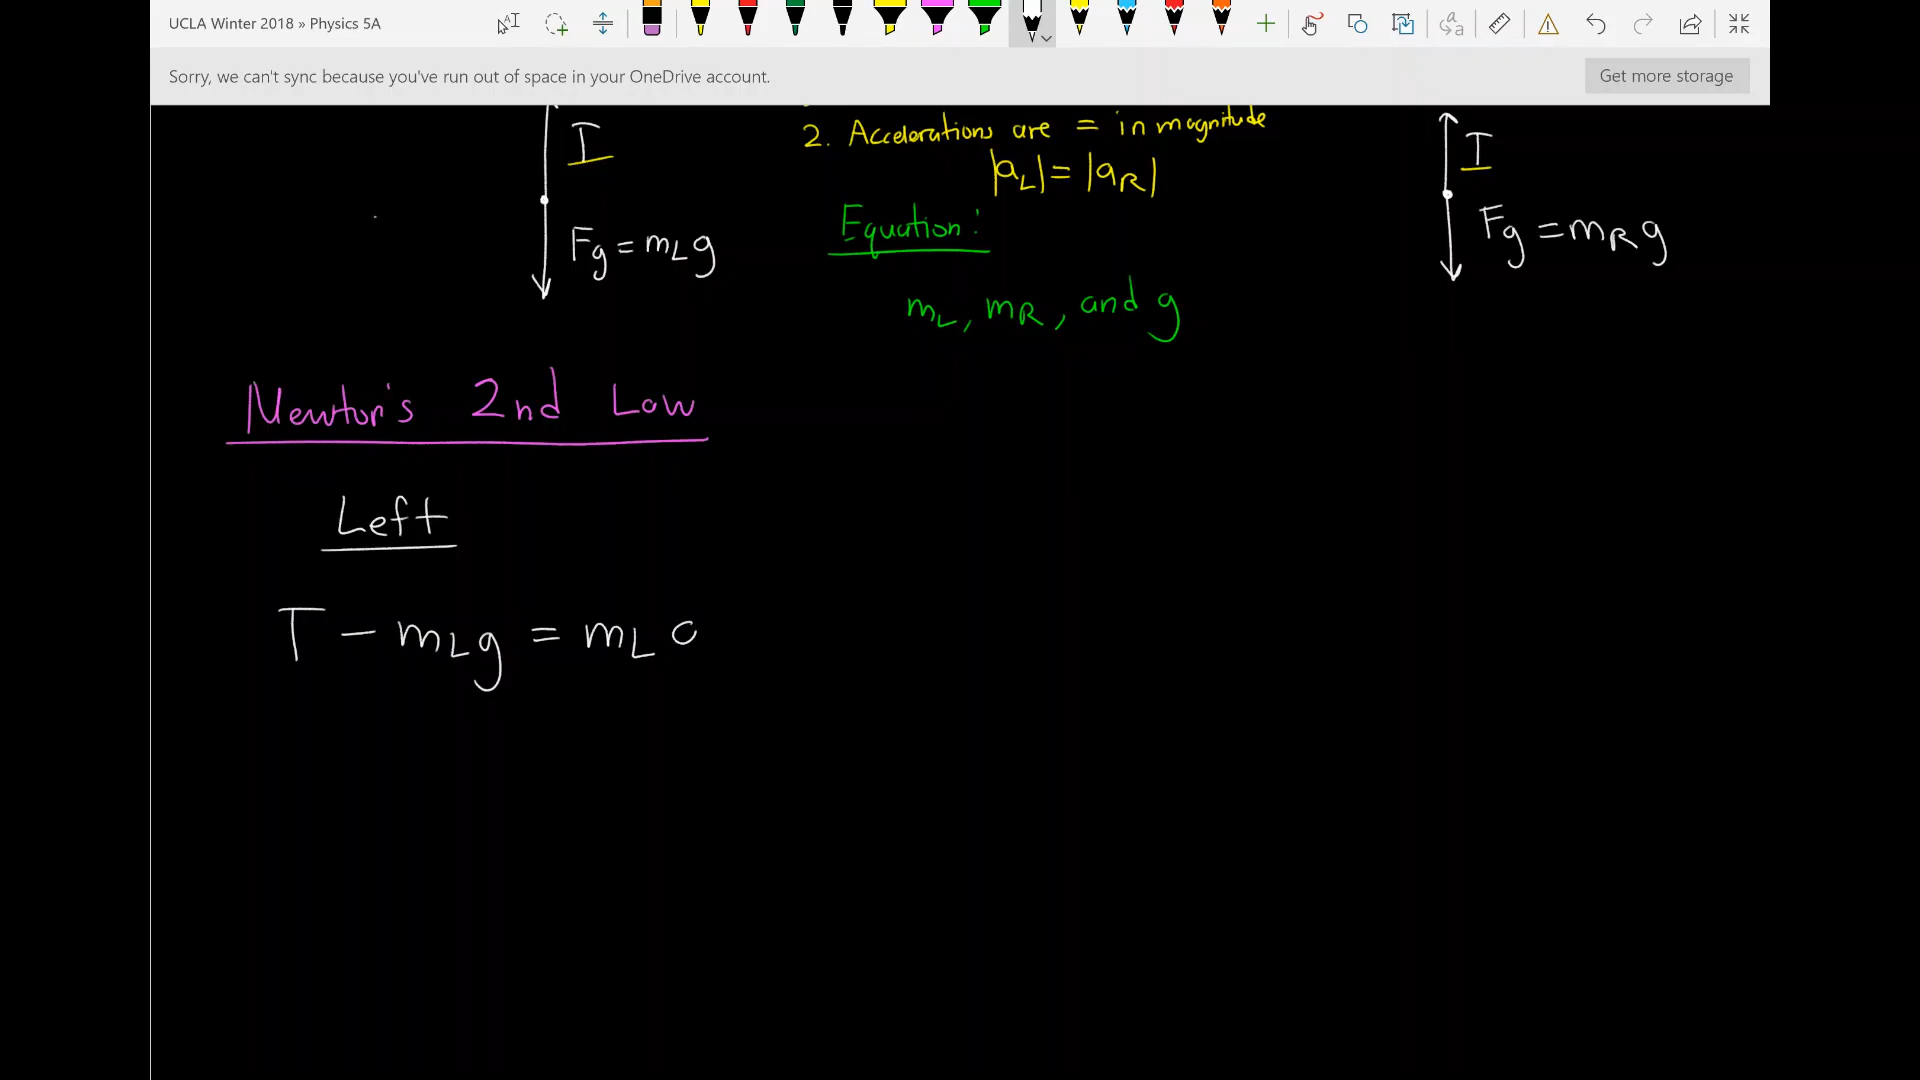 UCLA Winter 2018 » Physics 5A
Sorry, we can't sync because you've run out of space in your OneDrive account.
Get more storage
2. Accelerations are = in magnitude
|aL| = |aR|
T
Fg = mLg
Equation:
mL, mR, and g
T
Fg = mRg
Newton's 2nd Law
Left
T - mLg = mL